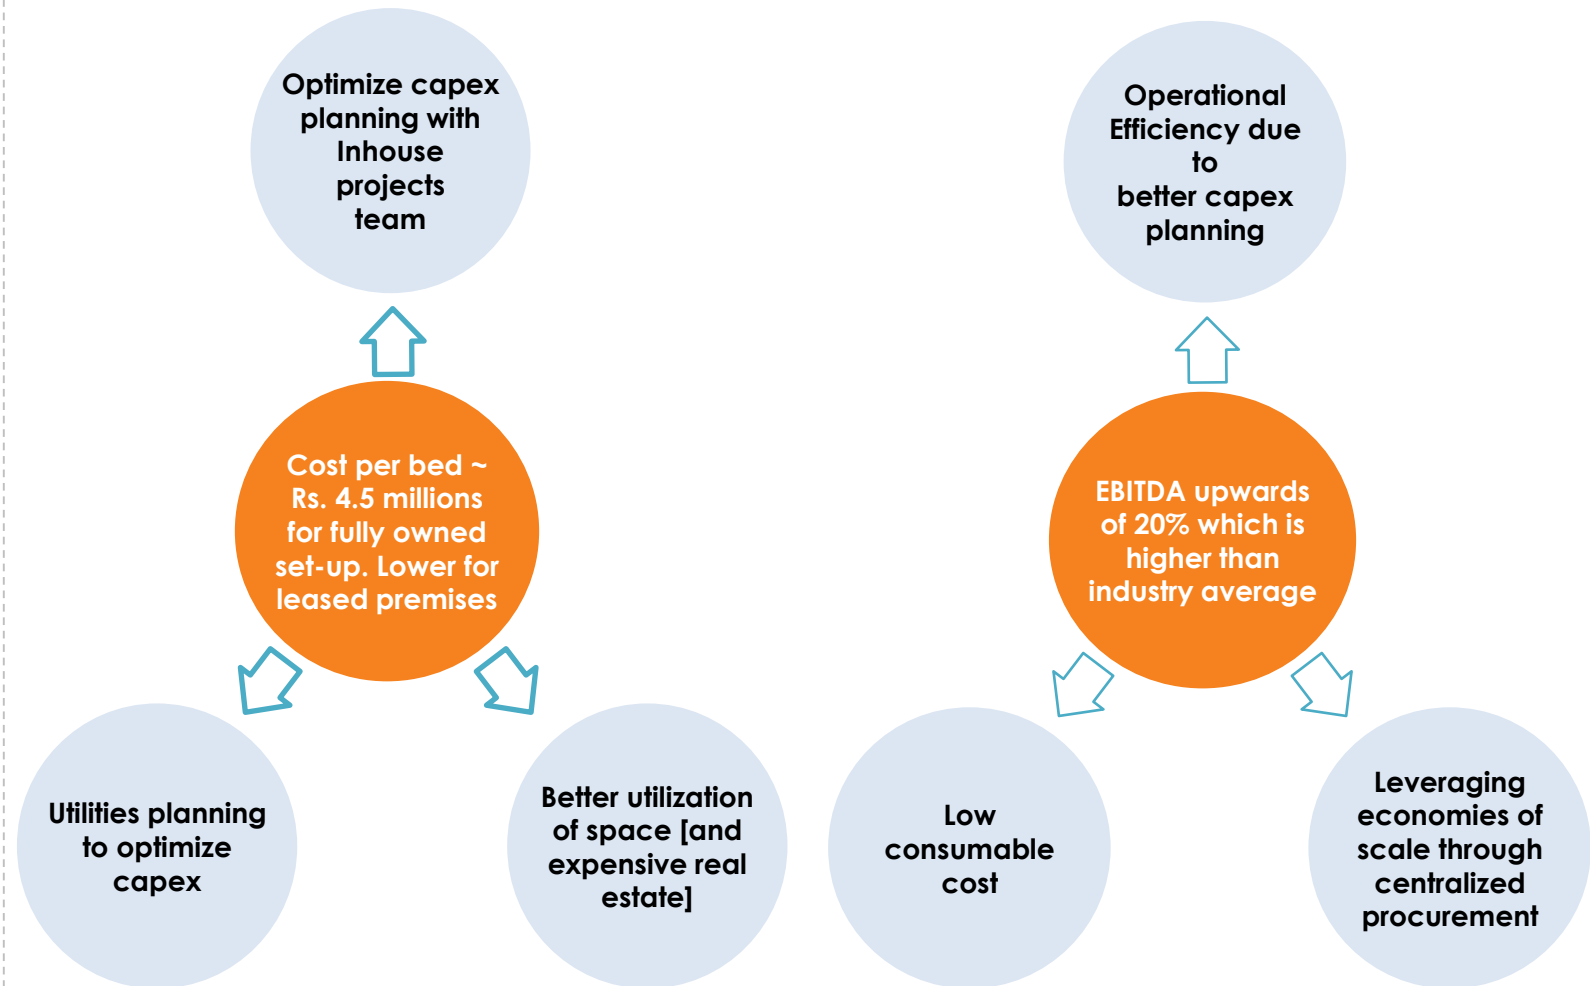 Optimize capex
planning with
Inhouse
projects
team
Cost per bed ~
Rs. 4.5 millions
for fully owned
set-up. Lower for
leased premises
Utilities planning
to optimize
capex
Better utilization
of space [and
expensive real
estate]
Operational
Efficiency due
to
better capex
planning
EBITDA upwards
of 20% which is
higher than
industry average
Low
consumable
cost
Leveraging
economies of
scale through
centralized
procurement